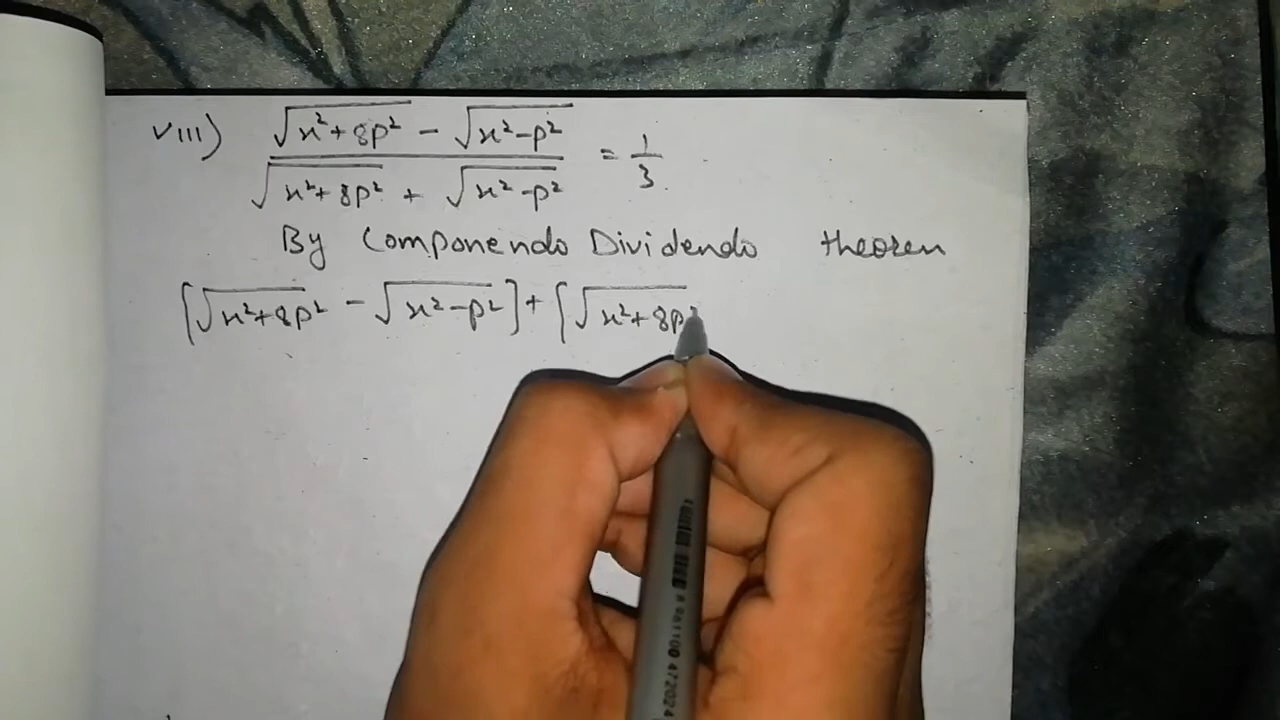 VIII) √x²+8p² - √x²-p² / √x²+8p² + √x²-p² = 1/3.
By Componendo Dividendo theoren
[√x²+8p² - √x²-p²] + [√x²+8p